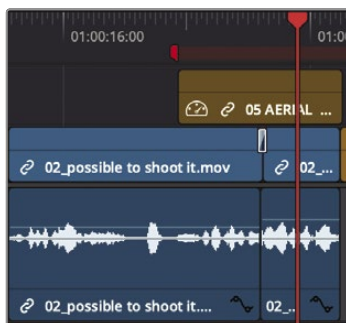 01:00:16:00
01:0
05 AERIAL ...
02_possible to shoot it.mov
02_...
02_possible to shoot it....
02_..